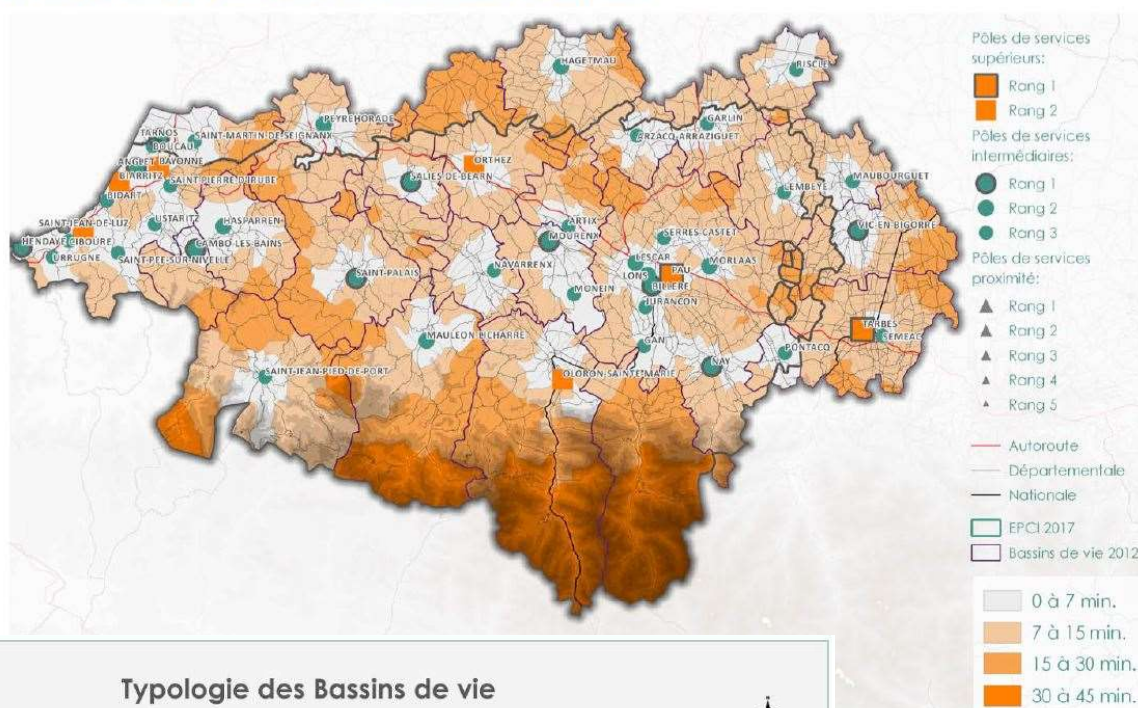 HAGETMAU
RISCLE
PEYREHORADE
TARNOS
SAINT-MARTIN-DE-SEIGNANX
BOUCAU
GARLIN
ARZACQ-ARRAZIGUET
ANGLET
BAYONNE
BIARRITZ
ORTHEZ
SAINT-PIERRE-D'IRUBE
SALIES-DE-BEARN
MAUBOURGUET
LEMBEYE
BIDART
SAINT-JEAN-DE-LUZ
USTARITZ
HASPARREN
ARTIX
VIC-EN-BIGORRE
HENDAYE
CIBOURE
MOURENX
SERRES-CASTET
CAMBO-LES-BAINS
URRUGNE
SAINT-PEE-SUR-NIVELLE
LESCAR
SAINT-PALAIS
NAVARRENX
LONS
PAU
MORLAAS
BILLERE
MONEIN
JURANCON
TARBES
SEMEAC
MAULEON-LICHARRE
GAN
PONTACQ
NAY
SAINT-JEAN-PIED-DE-PORT
OLORON-SAINTE-MARIE
Pôles de services
supérieurs:
Rang 1
Rang 2
Pôles de services
intermédiaires:
Rang 1
Rang 2
Rang 3
Pôles de services
proximité:
Rang 1
Rang 2
Rang 3
Rang 4
Rang 5
Autoroute
Départementale
Nationale
EPCI 2017
Bassins de vie 2012
0 à 7 min.
7 à 15 min.
15 à 30 min.
30 à 45 min.
Typologie des Bassins de vie